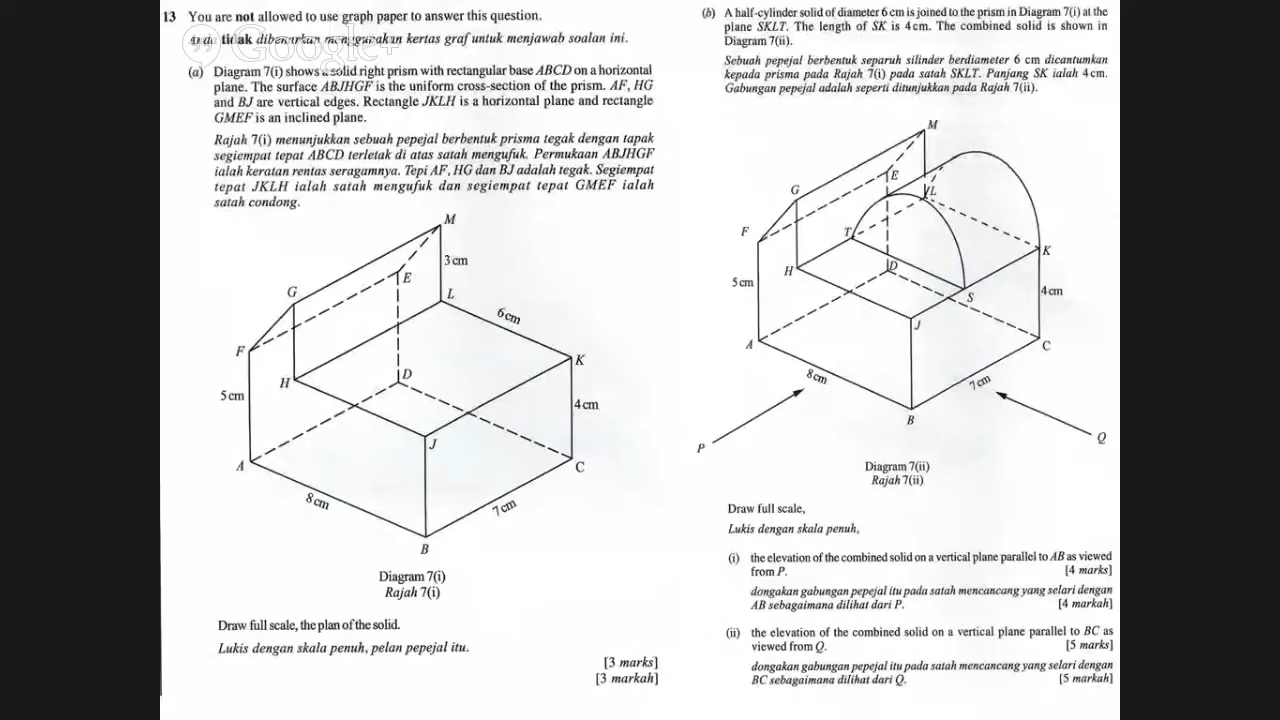 13 You are not allowed to use graph paper to answer this question.
tidak dibenarkan menggunakan kertas graf untuk menjawab soalan ini.
Google+
(a) Diagram 7(i) shows a solid right prism with rectangular base ABCD on a horizontal
plane. The surface ABJHGF is the uniform cross-section of the prism. AF, HG
and BJ are vertical edges. Rectangle JKLH is a horizontal plane and rectangle
GMEF is an inclined plane.
Rajah 7(i) menunjukkan sebuah pepejal berbentuk prisma tegak dengan tapak
segiempat tepat ABCD terletak di atas satah mengufuk. Permukaan ABJHGF
ialah keratan rentas seragamnya. Tepi AF, HG dan BJ adalah tegak. Segiempat
tepat JKLH ialah satah mengufuk dan segiempat tepat GMEF ialah
satah condong.
M
3 cm
E
G
L
6 cm
F
K
H
D
5 cm
4 cm
J
A
C
8 cm
7 cm
B
Diagram 7(i)
Rajah 7(i)
Draw full scale, the plan of the solid.
Lukis dengan skala penuh, pelan pepejal itu.
[3 marks]
[3 markah]
(b) A half-cylinder solid of diameter 6 cm is joined to the prism in Diagram 7(i) at the
plane SKLT. The length of SK is 4 cm. The combined solid is shown in
Diagram 7(ii).
Sebuah pepejal berbentuk separuh silinder berdiameter 6 cm dicantumkan
kepada prisma pada Rajah 7(i) pada satah SKLT. Panjang SK ialah 4 cm.
Gabungan pepejal adalah seperti ditunjukkan pada Rajah 7(ii).
M
E
G
L
F
T
K
H
D
5 cm
4 cm
S
J
A
C
8 cm
7 cm
B
P
Q
Diagram 7(ii)
Rajah 7(ii)
Draw full scale,
Lukis dengan skala penuh,
(i) the elevation of the combined solid on a vertical plane parallel to AB as viewed
from P. [4 marks]
dongakan gabungan pepejal itu pada satah mencancang yang selari dengan
AB sebagaimana dilihat dari P. [4 markah]
(ii) the elevation of the combined solid on a vertical plane parallel to BC as
viewed from Q. [5 marks]
dongakan gabungan pepejal itu pada satah mencancang yang selari dengan
BC sebagaimana dilihat dari Q. [5 markah]